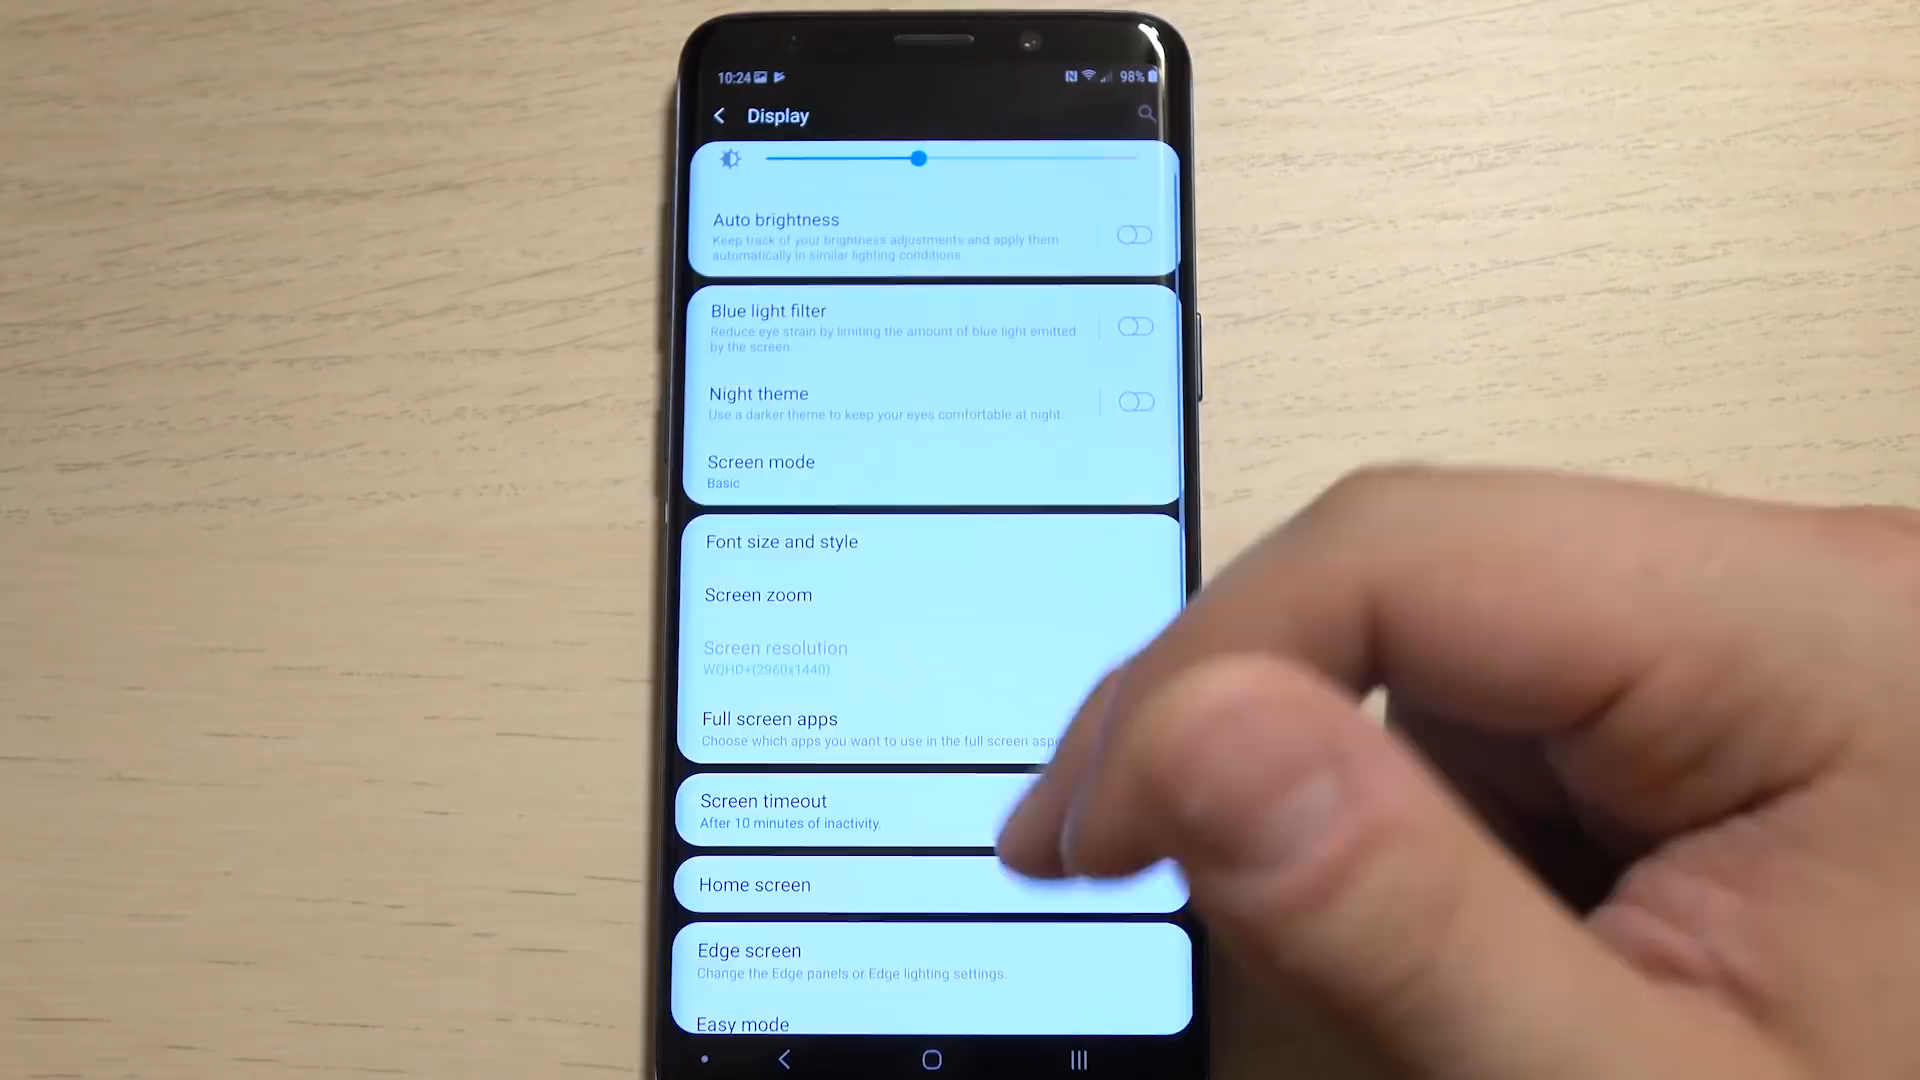 10:24
98%
Display
Auto brightness
Keep track of your brightness adjustments and apply them
automatically in similar lighting conditions.
Blue light filter
Reduce eye strain by limiting the amount of blue light emitted
by the screen.
Night theme
Use a darker theme to keep your eyes comfortable at night.
Screen mode
Basic
Font size and style
Screen zoom
Screen resolution
WQHD+(2960x1440)
Full screen apps
Choose which apps you want to use in the full screen
Screen timeout
After 10 minutes of inactivity.
Home screen
Edge screen
Change the Edge panels or Edge lighting settings.
Easy mode